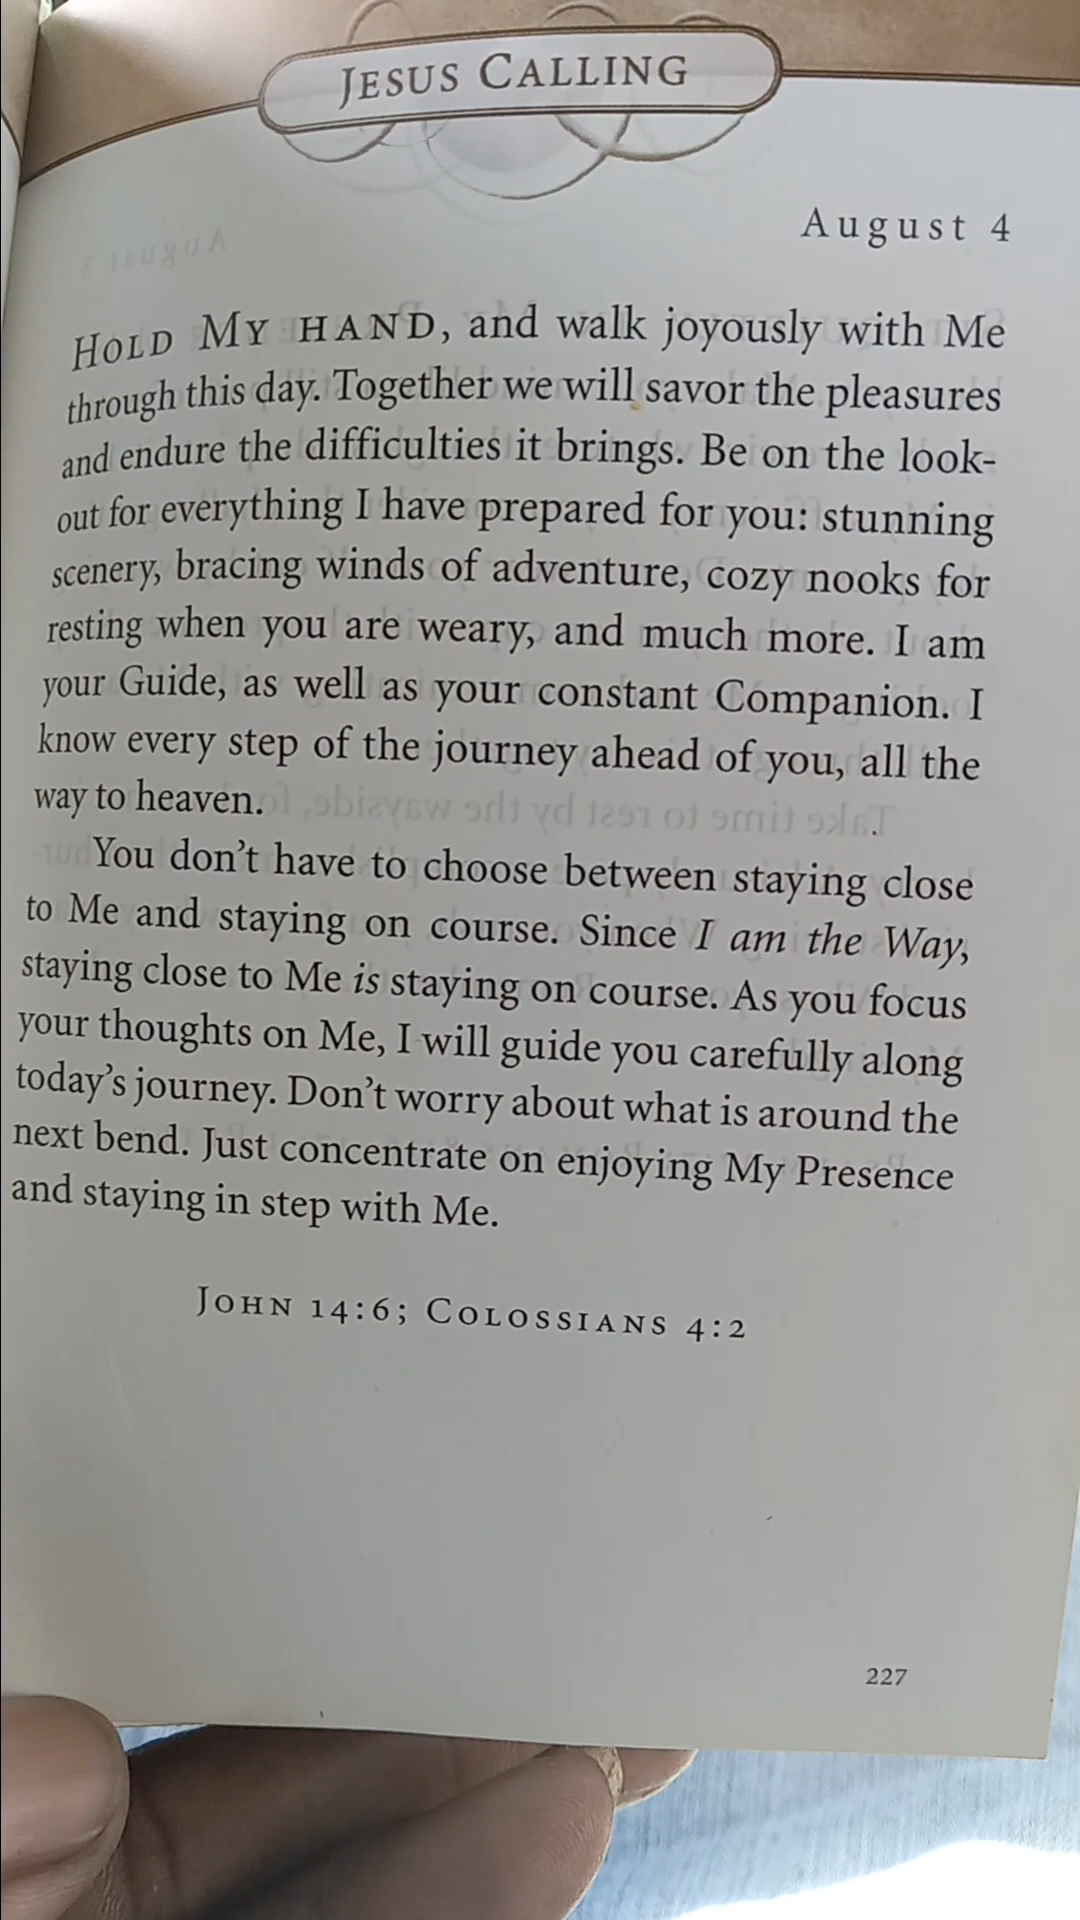 JESUS CALLING
August 4
HOLD MY HAND, and walk joyously with Me
through this day. Together we will savor the pleasures
and endure the difficulties it brings. Be on the look-
out for everything I have prepared for you: stunning
scenery, bracing winds of adventure, cozy nooks for
resting when you are weary, and much more. I am
your Guide, as well as your constant Companion. I
know every step of the journey ahead of you, all the
way to heaven.
You don't have to choose between staying close
to Me and staying on course. Since I am the Way,
staying close to Me is staying on course. As you focus
your thoughts on Me, I will guide you carefully along
today's journey. Don't worry about what is around the
next bend. Just concentrate on enjoying My Presence
and staying in step with Me.
JOHN 14:6; COLOSSIANS 4:2
227